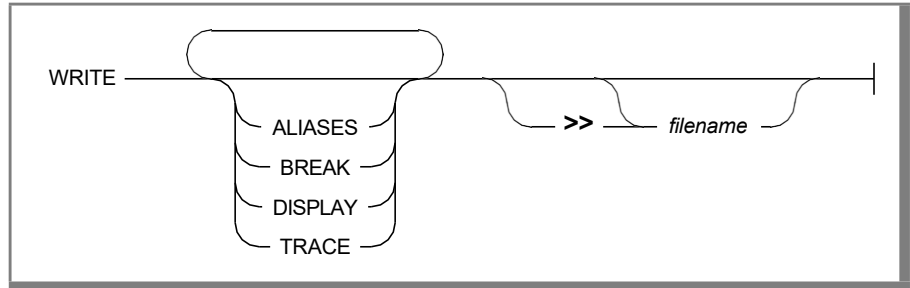 WRITE
ALIASES
BREAK
DISPLAY
TRACE
>> filename